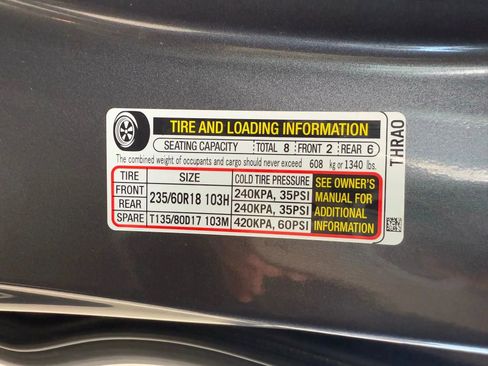 TIRE AND LOADING INFORMATION
SEATING CAPACITY TOTAL 8 FRONT 2 REAR 6
The combined weight of occupants and cargo should never exceed 608 kg or 1340 lbs.
TIRE SIZE COLD TIRE PRESSURE SEE OWNER'S MANUAL FOR ADDITIONAL INFORMATION
FRONT 235/60R18 103H 240KPA, 35PSI
REAR 240KPA, 35PSI
SPARE T135/80D17 103M 420KPA, 60PSI
THRA0